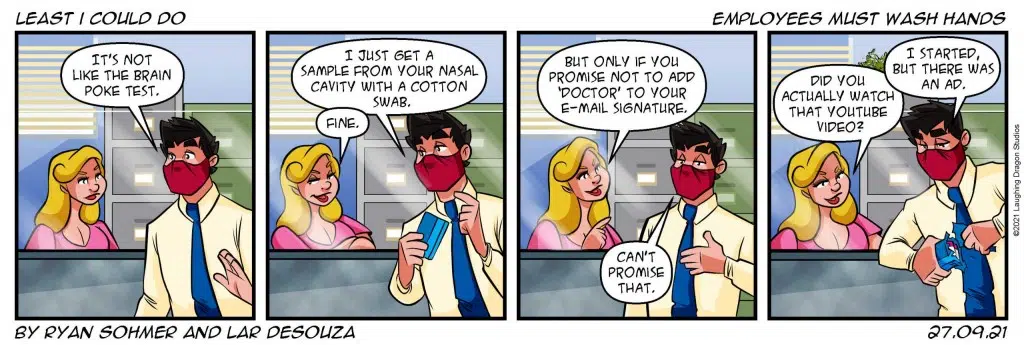 LEAST I COULD DO
EMPLOYEES MUST WASH HANDS
IT'S NOT
LIKE THE BRAIN
POKE TEST.
I JUST GET A
SAMPLE FROM YOUR NASAL
CAVITY WITH A COTTON
SWAB.
FINE.
BUT ONLY IF YOU
PROMISE NOT TO ADD
'DOCTOR' TO YOUR
E-MAIL SIGNATURE.
CAN'T
PROMISE
THAT.
DID YOU
ACTUALLY WATCH
THAT YOUTUBE
VIDEO?
I STARTED,
BUT THERE WAS
AN AD.
©2021 Laughing Dragon Studios
BY RYAN SOHMER AND LAR DESOUZA
27.09.21